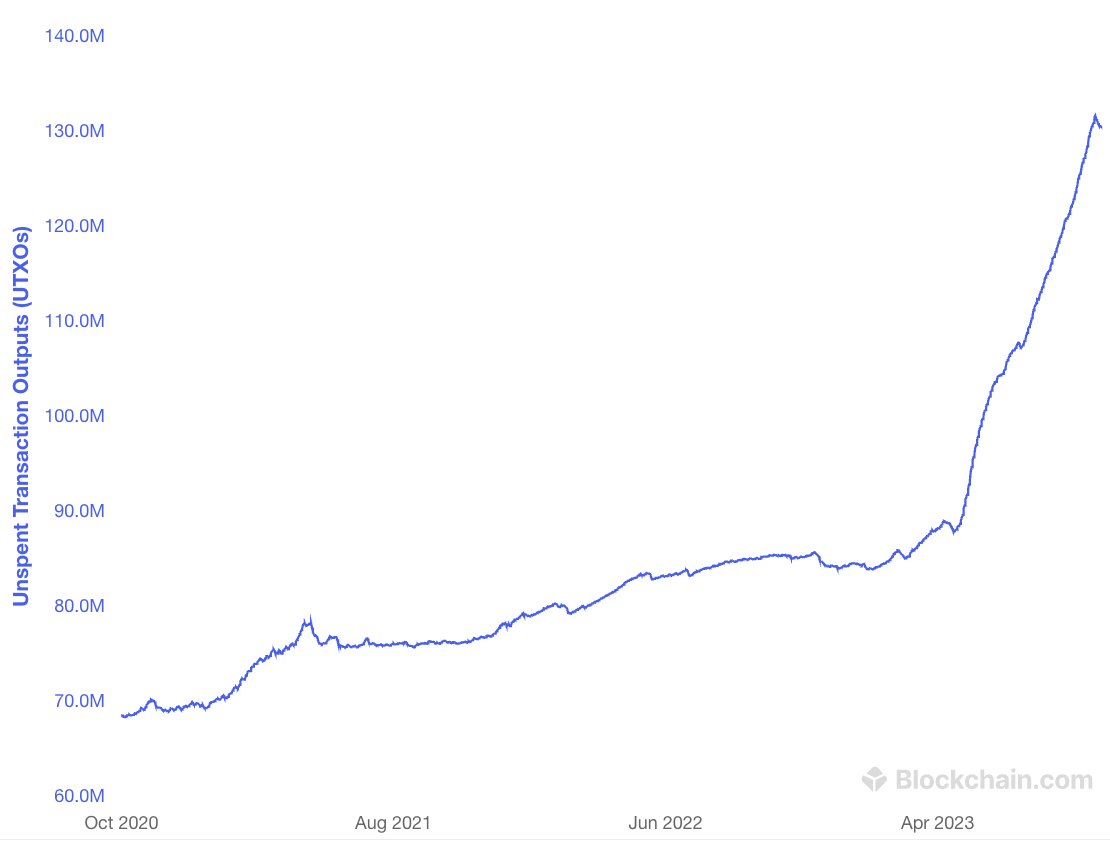 140.0M
130.0M
120.0M
110.0M
100.0M
90.0M
80.0M
70.0M
60.0M
Unspent Transaction Outputs (UTXOs)
Blockchain.com
Oct 2020 Aug 2021 Jun 2022 Apr 2023